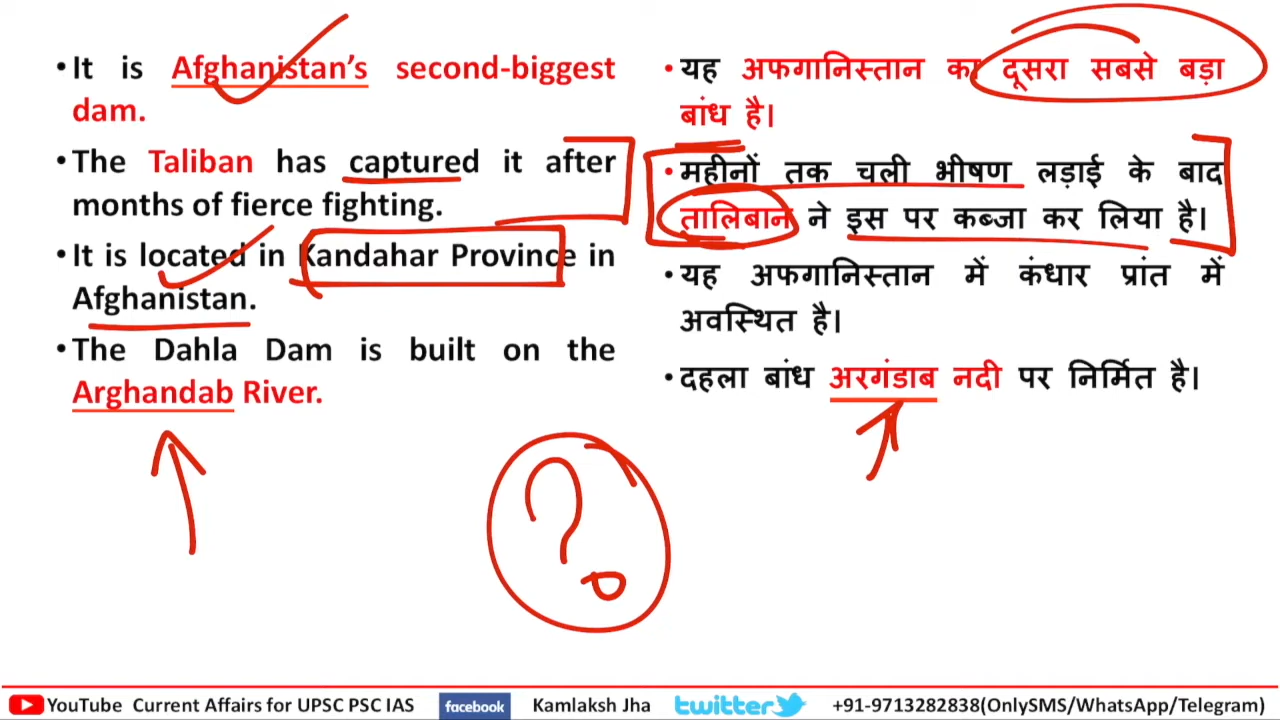 • It is Afghanistan's second-biggest
dam.
• The Taliban has captured it after
months of fierce fighting.
• It is located in Kandahar Province in
Afghanistan.
• The Dahla Dam is built on the
Arghandab River.
• यह अफगानिस्तान का दूसरा सबसे बड़ा
बांध है।
• महीनों तक चली भीषण लड़ाई के बाद
तालिबान ने इस पर कब्जा कर लिया है।
• यह अफगानिस्तान में कंधार प्रांत में
अवस्थित है।
• दहला बांध अरगंडाब नदी पर निर्मित है।
?
YouTube Current Affairs for UPSC PSC IAS facebook Kamlaksh Jha twitter +91-9713282838(OnlySMS/WhatsApp/Telegram)